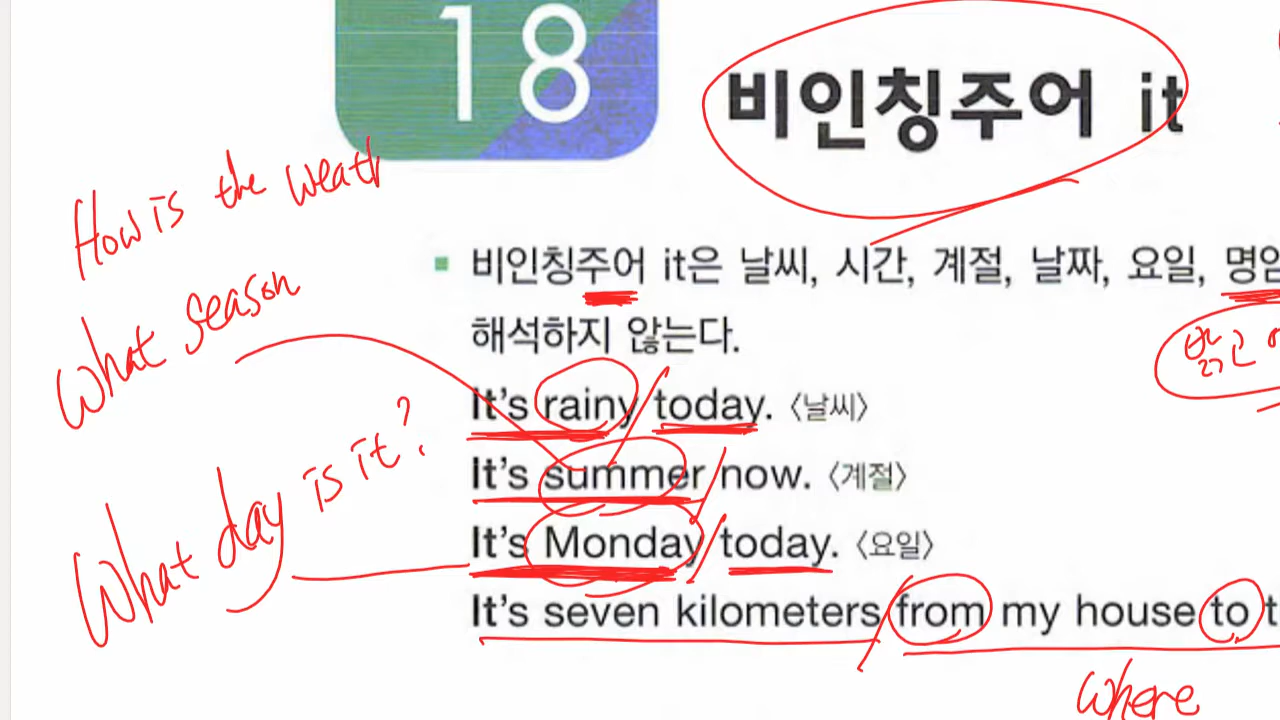 18
비인칭주어 it
How is the
What season
What day is it?
비인칭주어 it은 날씨, 시간, 계절, 날짜, 요일,
해석하지 않는다.
밝고
It's rainy today. 〈날씨〉
It's summer now. 〈계절〉
It's Monday today. 〈요일〉
It's seven kilometers from my house to
where